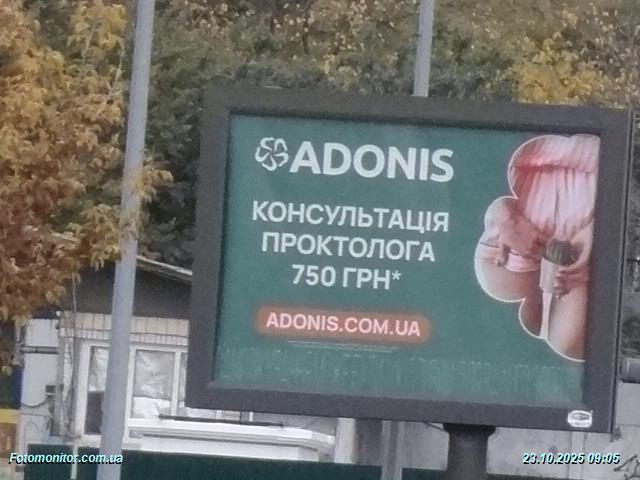 ADONIS
КОНСУЛЬТАЦІЯ
ПРОКТОЛОГА
750 ГРН*
ADONIS.COM.UA
Fotomonitor.com.ua
23.10.2025 09:05